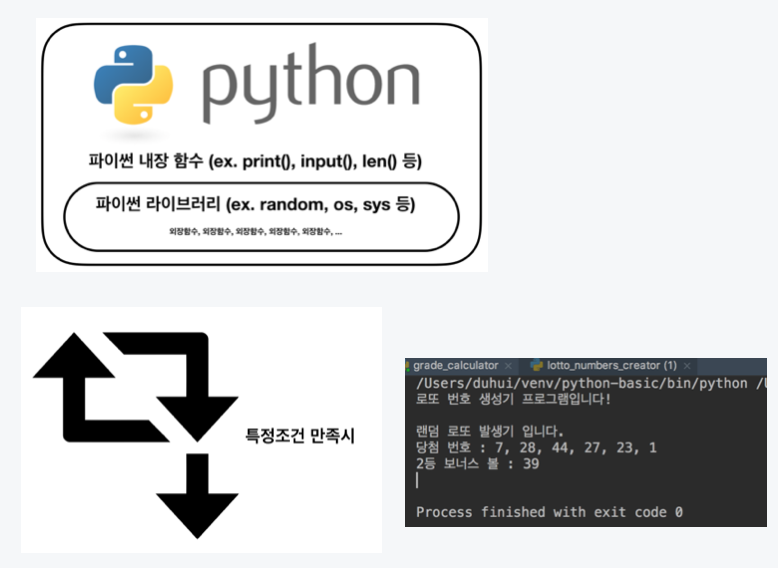 python
파이썬 내장 함수 (ex. print(), input(), len() 등)
파이썬 라이브러리 (ex. random, os, sys 등)
외장함수, 외장함수, 외장함수, 외장함수, 외장함수, ...
특정조건 만족시
grade_calculator × lotto_numbers_creator (1) ×
/Users/duhui/venv/python-basic/bin/python /U
로또 번호 생성기 프로그램입니다!
랜덤 로또 발생기 입니다.
당첨 번호 : 7, 28, 44, 27, 23, 1
2등 보너스 볼 : 39
Process finished with exit code 0